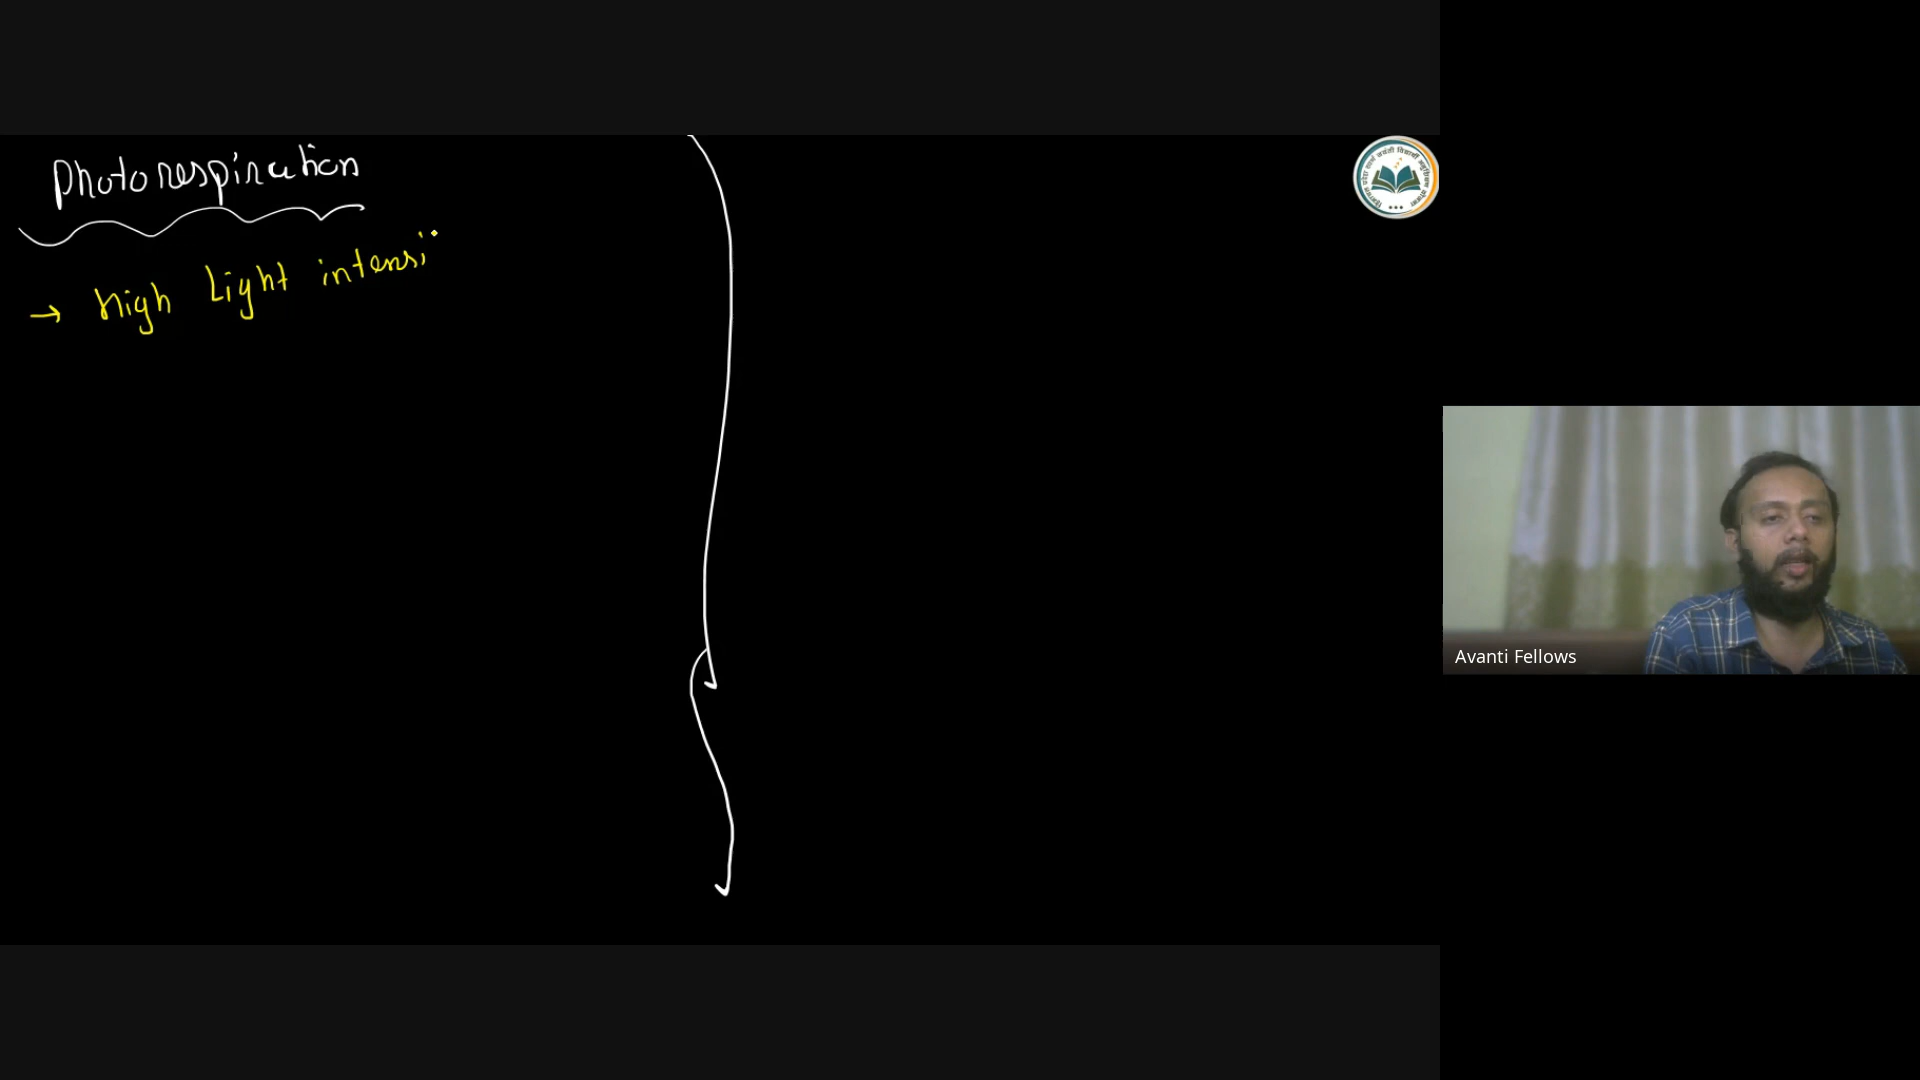 Photorespiration
→ High Light intensi
Avanti Fellows